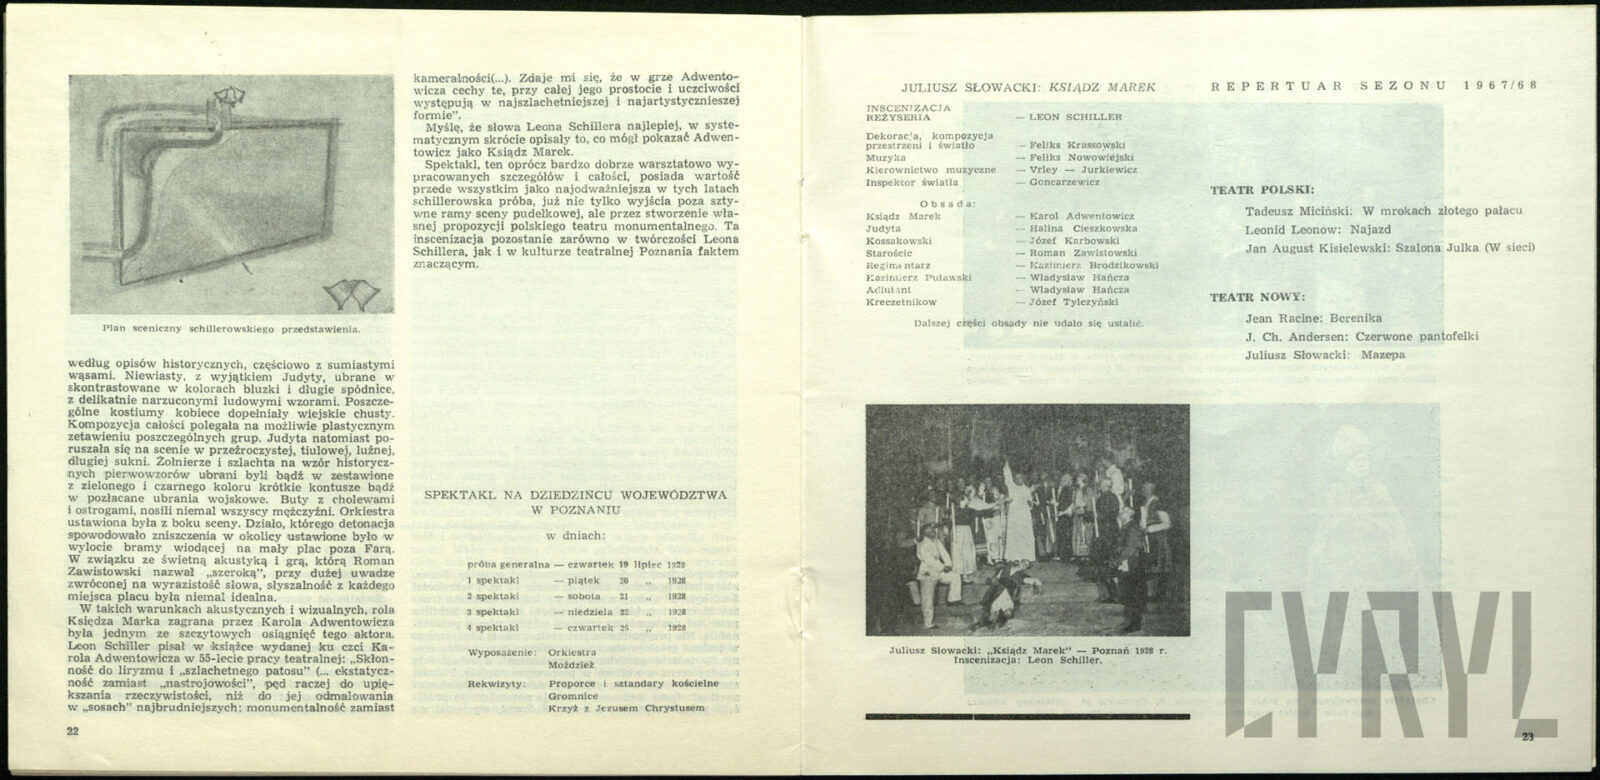 Plan sceniczny schillerowskiego przedstawienia.
według opisów historycznych, częściowo z sumiastymi
wąsami. Niewiasty, z wyjątkiem Judyty, ubrane w
skontrastowane w kolorach bluzki i długie spódnice,
z delikatnie narzuconymi ludowymi wzorami. Poszcze-
gólne kostiumy kobiece dopełniały wiejskie chusty.
Kompozycja całości polegała na możliwie plastycznym
zetawieniu poszczególnych grup. Judyta natomiast po-
ruszała się na scenie w przeźroczystej, tiulowej, luźnej,
długiej sukni. Żołnierze i szlachta na wzór historycz-
nych pierwowzorów ubrani byli bądź w zestawione
z zielonego i czarnego koloru krótkie kontusze bądź
w pozłacane ubrania wojskowe. Buty z cholewami
i ostrogami, nosili niemal wszyscy mężczyźni. Orkiestra
ustawiona była z boku sceny. Działo, którego detonacja
spowodowało zniszczenia w okolicy ustawione było w
wylocie bramy wiodącej na mały plac poza Farą.
W związku ze świetną akustyką i grą, którą Roman
Zawistowski nazwał „szeroką”, przy dużej uwadze
zwróconej na wyrazistość słowa, słyszalność z każdego
miejsca placu była niemal idealna.
W takich warunkach akustycznych i wizualnych, rola
Księdza Marka zagrana przez Karola Adwentowicza
była jednym ze szczytowych osiągnięć tego aktora.
Leon Schiller pisał w książce wydanej ku czci Ka-
rola Adwentowicza w 55-lecie pracy teatralnej: „Skłon-
ność do liryzmu i „szlachetnego patosu” (... ekstatycz-
ność zamiast „nastrojowości”, pęd raczej do upię-
kszania rzeczywistości, niż do jej odmalowania
w „sosach” najbrudniejszych; monumentalność zamiast
22
kameralności(...). Zdaje mi się, że w grze Adwento-
wicza cechy te, przy całej jego prostocie i uczciwości
występują w najszlachetniejszej i najartystycznieszej
formie”.
Myślę, że słowa Leona Schillera najlepiej, w syste-
matycznym skrócie opisały to, co mógł pokazać Adwen-
towicz jako Ksiądz Marek.
Spektakl, ten oprócz bardzo dobrze warsztatowo wy-
pracowanych szczegółów i całości, posiada wartość
przede wszystkim jako najodważniejsza w tych latach
schillerowska próba, już nie tylko wyjścia poza szty-
wne ramy sceny pudełkowej, ale przez stworzenie wła-
snej propozycji polskiego teatru monumentalnego. Ta
inscenizacja pozostanie zarówno w twórczości Leona
Schillera, jak i w kulturze teatralnej Poznania faktem
znaczącym.
SPEKTAKL NA DZIEDZIŃCU WOJEWÓDZTWA
W POZNANIU
w dniach:
próba generalna — czwartek 19 lipiec 1928
1 spektakl — piątek 20 „ 1928
2 spektakl — sobota 21 „ 1928
3 spektakl — niedziela 22 „ 1928
4 spektakl — czwartek 26 „ 1928
Wyposażenie: Orkiestra
Moździeż
Rekwizyty: Proporce i sztandary kościelne
Gromnice
Krzyż z Jezusem Chrystusem
JULIUSZ SŁOWACKI: KSIĄDZ MAREK
INSCENIZACJA
REŻYSERIA — LEON SCHILLER
Dekoracja, kompozycja
przestrzeni i światło — Feliks Krassowski
Muzyka — Feliks Nowowiejski
Kierownictwo muzyczne — Vrley — Jurkiewicz
Inspektor światła — Goncarzewicz
Obsada:
Ksiądz Marek — Karol Adwentowicz
Judyta — Halina Cieszkowska
Kossakowski — Józef Karbowski
Starościc — Roman Zawistowski
Regimentarz — Kazimierz Brodzikowski
Kazimierz Puławski — Władysław Hańcza
Adiutant — Władysław Hańcza
Kreczetnikow — Józef Tylczyński
Dalszej części obsady nie udało się ustalić.
Juliusz Słowacki: „Ksiądz Marek” — Poznań 1928 r.
Inscenizacja: Leon Schiller.
REPERTUAR SEZONU 1967/68
TEATR POLSKI:
Tadeusz Miciński: W mrokach złotego pałacu
Leonid Leonow: Najazd
Jan August Kisielewski: Szalona Julka (W sieci)
TEATR NOWY:
Jean Racine: Berenika
J. Ch. Andersen: Czerwone pantofelki
Juliusz Słowacki: Mazepa
CYRYL
23